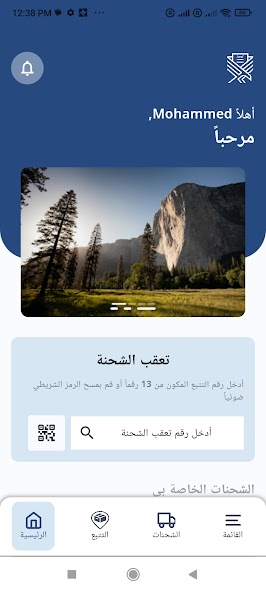 12:38 PM
أهلاً Mohammed,
مرحباً
تعقب الشحنة
أدخل رقم التتبع المكون من 13 رقماً أو قم بمسح الرمز الشريطي
ضوئياً
أدخل رقم تعقب الشحنة
الشحنات الخاصة بي
القائمة
الشحنات
التتبع
الرئيسية